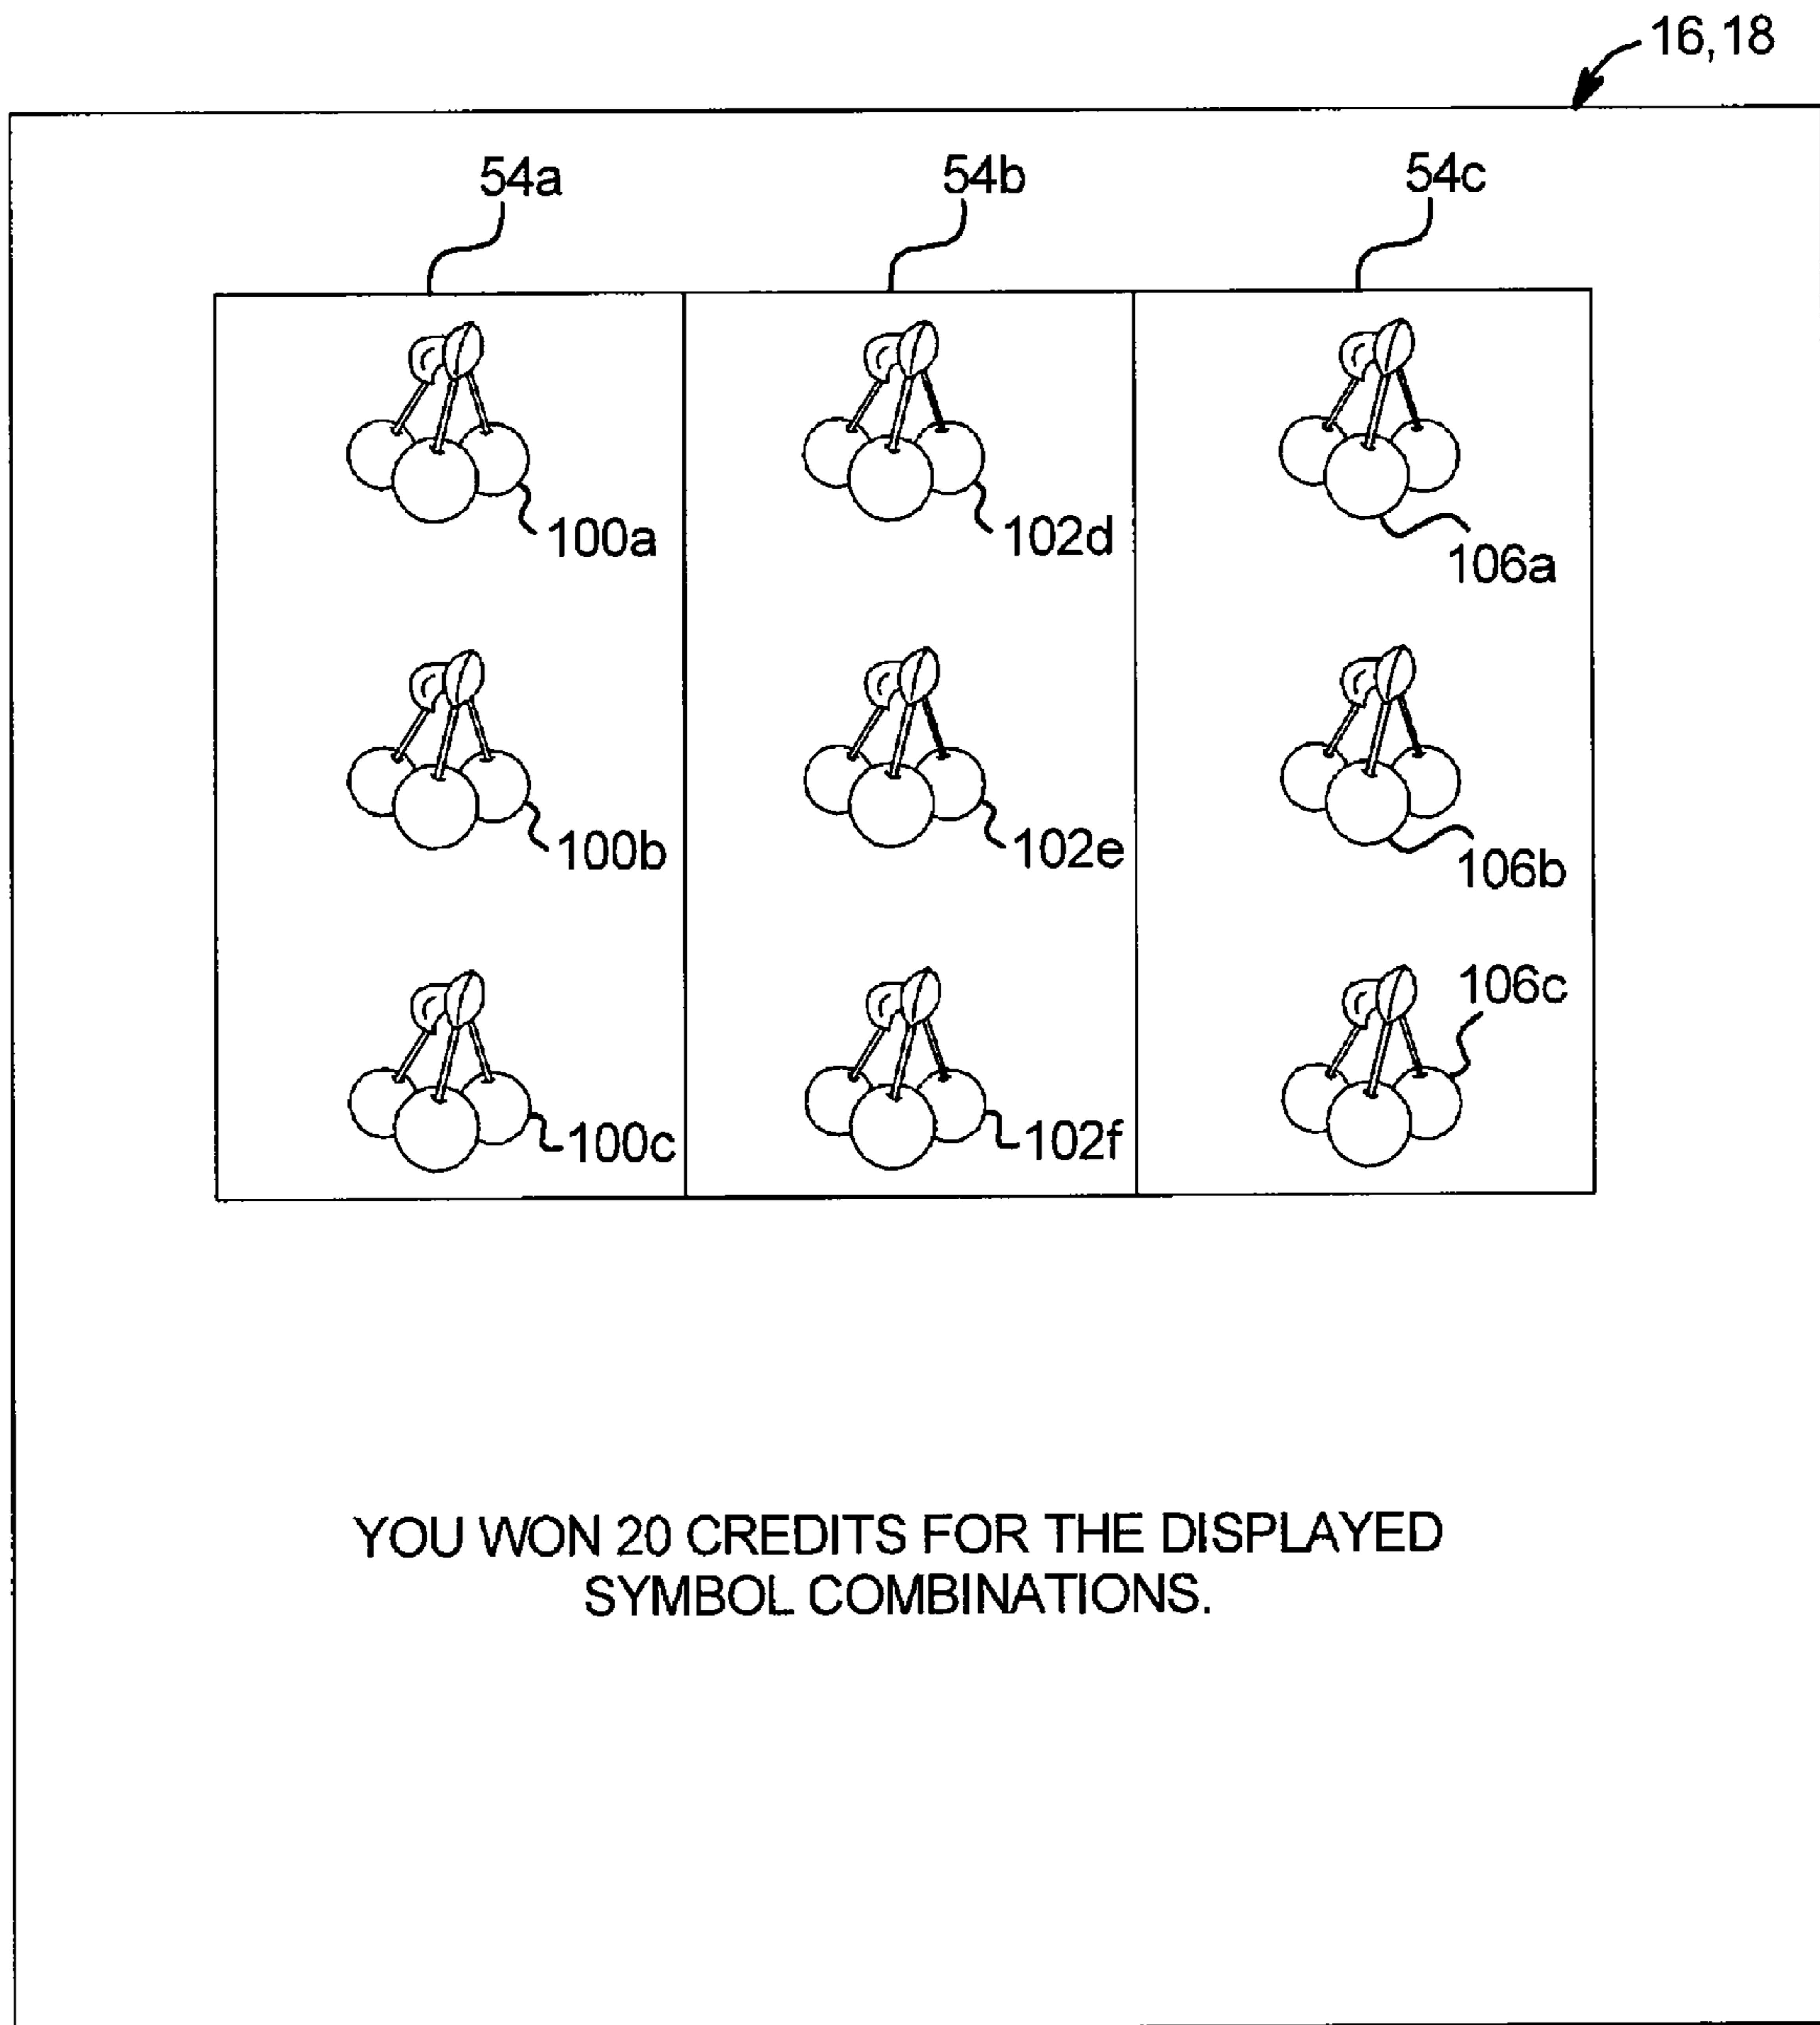 16,18
54a 54b 54c
100a 102d 106a
100b 102e 106b
106c
100c 102f
YOU WON 20 CREDITS FOR THE DISPLAYED
SYMBOL COMBINATIONS.